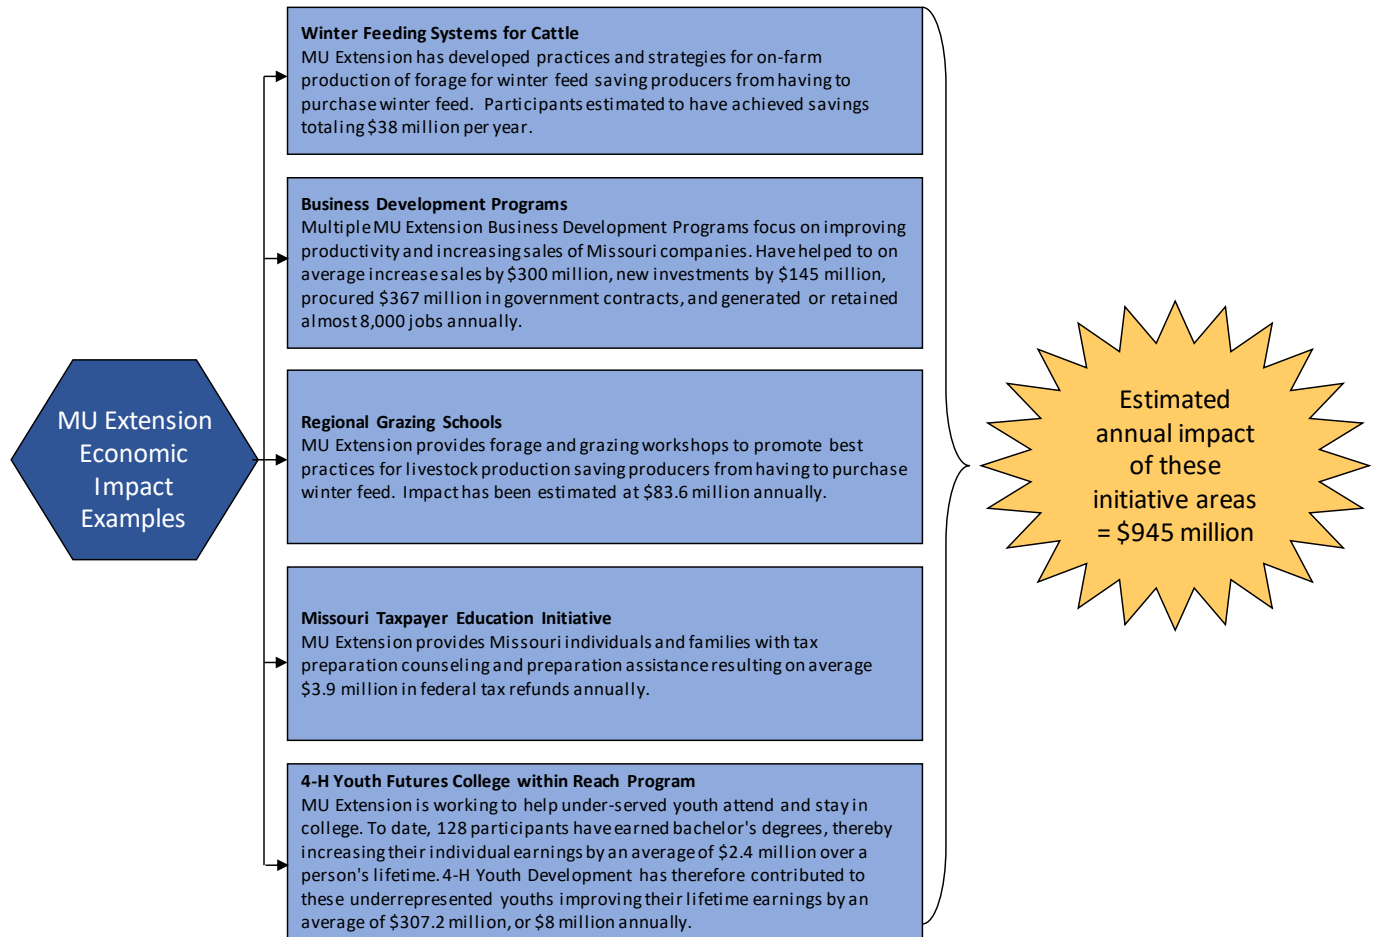 MU Extension
Economic
Impact
Examples
Winter Feeding Systems for Cattle
MU Extension has developed practices and strategies for on-farm
production of forage for winter feed saving producers from having to
purchase winter feed. Participants estimated to have achieved savings
totaling $38 million per year.
Business Development Programs
Multiple MU Extension Business Development Programs focus on improving
productivity and increasing sales of Missouri companies. Have helped to on
average increase sales by $300 million, new investments by $145 million,
procured $367 million in government contracts, and generated or retained
almost 8,000 jobs annually.
Regional Grazing Schools
MU Extension provides forage and grazing workshops to promote best
practices for livestock production saving producers from having to purchase
winter feed. Impact has been estimated at $83.6 million annually.
Missouri Taxpayer Education Initiative
MU Extension provides Missouri individuals and families with tax
preparation counseling and preparation assistance resulting on average
$3.9 million in federal tax refunds annually.
4-H Youth Futures College within Reach Program
MU Extension is working to help under-served youth attend and stay in
college. To date, 128 participants have earned bachelor's degrees, thereby
increasing their individual earnings by an average of $2.4 million over a
person's lifetime. 4-H Youth Development has therefore contributed to
these underrepresented youths improving their lifetime earnings by an
average of $307.2 million, or $8 million annually.
Estimated
annual impact
of these
initiative areas
= $945 million